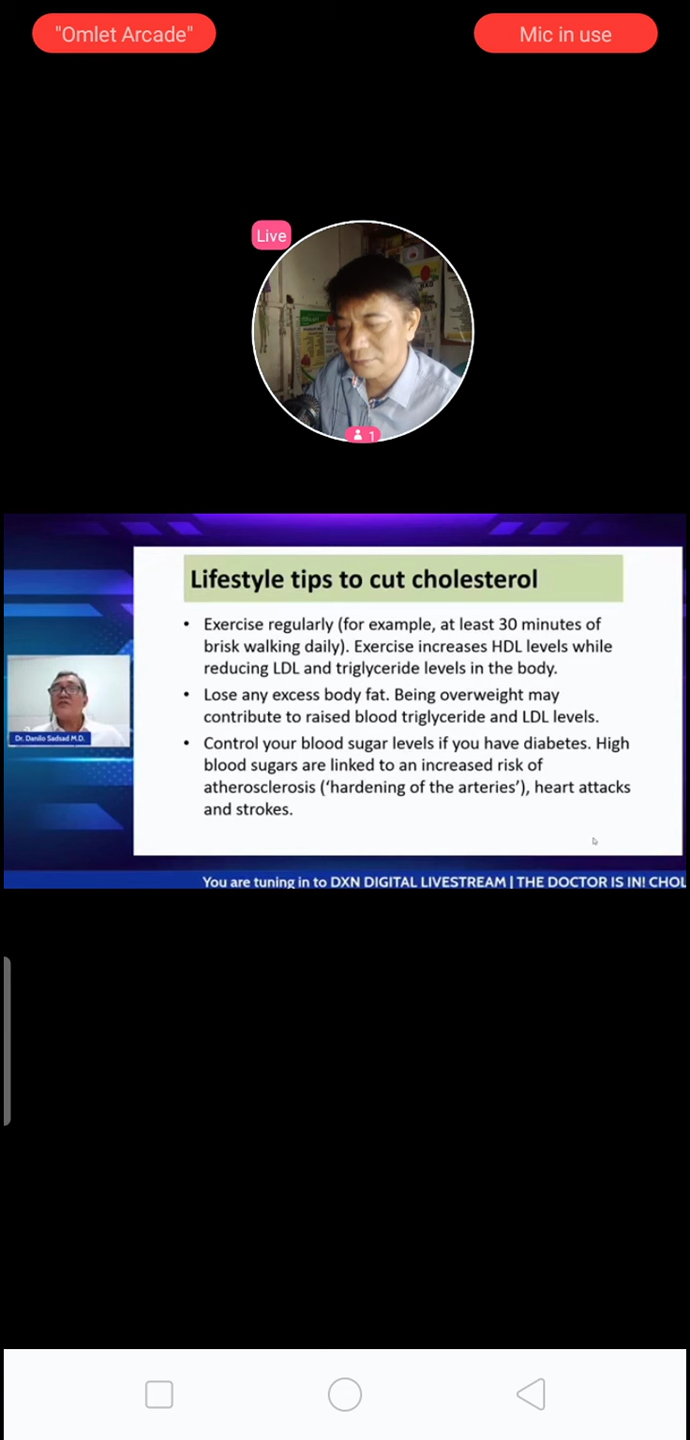 "Omlet Arcade"
Mic in use
Live
1
Lifestyle tips to cut cholesterol
• Exercise regularly (for example, at least 30 minutes of
brisk walking daily). Exercise increases HDL levels while
reducing LDL and triglyceride levels in the body.
• Lose any excess body fat. Being overweight may
contribute to raised blood triglyceride and LDL levels.
• Control your blood sugar levels if you have diabetes. High
blood sugars are linked to an increased risk of
atherosclerosis (‘hardening of the arteries’), heart attacks
and strokes.
Dr. Danilo Sadsad M.D.
You are tuning in to DXN DIGITAL LIVESTREAM | THE DOCTOR IS IN! CHOL